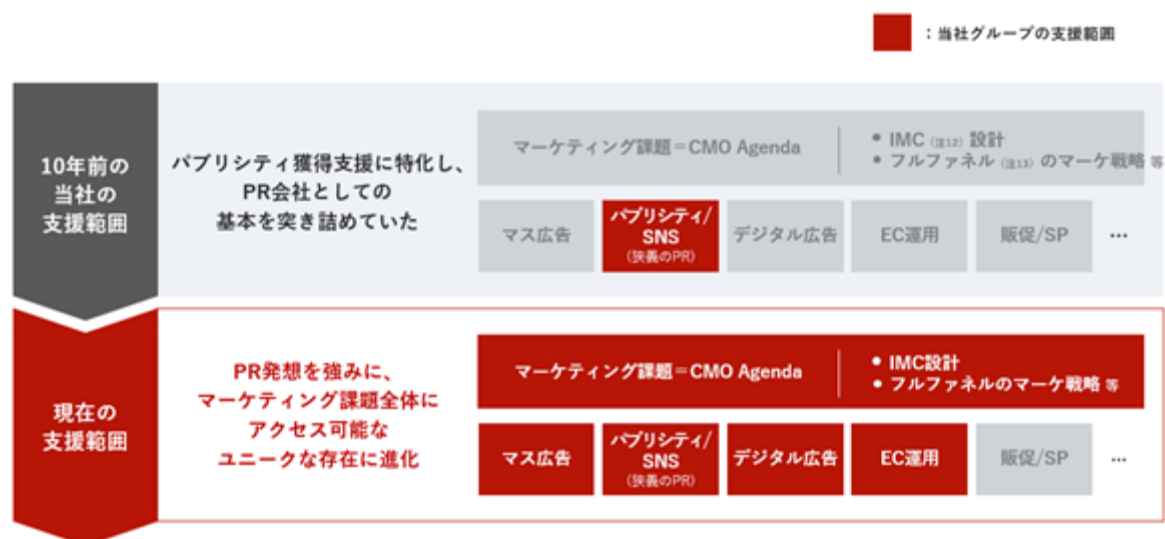 ：当社グループの支援範囲
10年前の
当社の
支援範囲
パブリシティ獲得支援に特化し、
PR会社としての
基本を突き詰めていた
マーケティング課題＝CMO Agenda
• IMC (注12) 設計
• フルファネル (注13) のマーケ戦略 等
マス広告
パブリシティ/
SNS
(狭義のPR)
デジタル広告
EC運用
販促/SP
…
現在の
支援範囲
PR発想を強みに、
マーケティング課題全体に
アクセス可能な
ユニークな存在に進化
マーケティング課題＝CMO Agenda
• IMC設計
• フルファネルのマーケ戦略 等
マス広告
パブリシティ/
SNS
(狭義のPR)
デジタル広告
EC運用
販促/SP
…